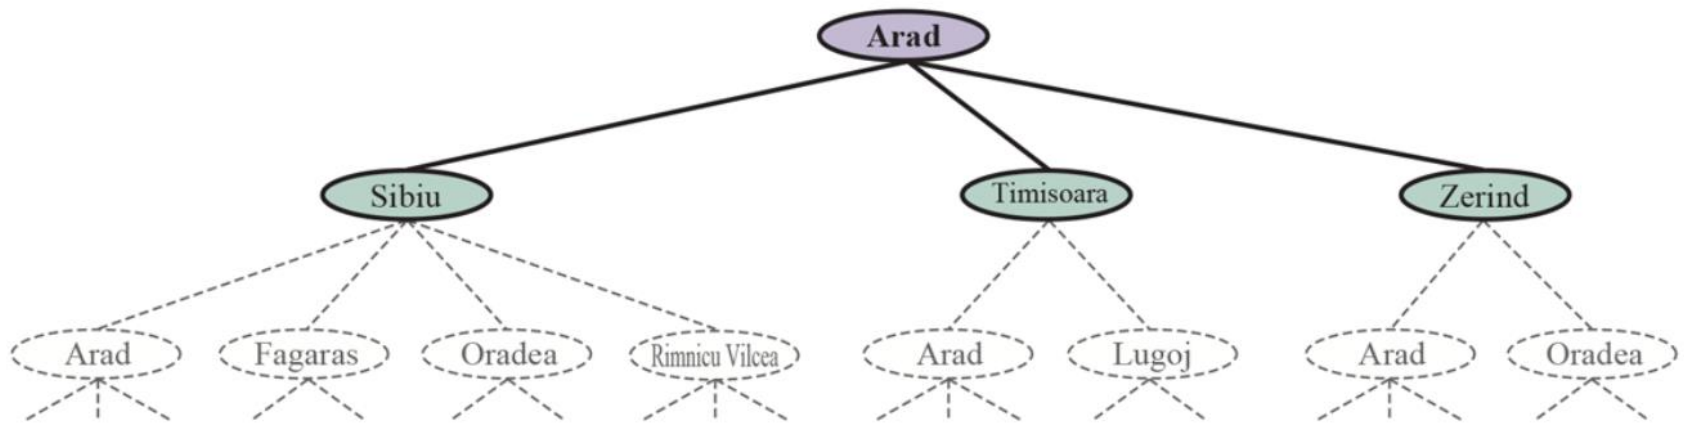 Arad
Sibiu
Timisoara
Zerind
Arad
Fagaras
Oradea
Rimnicu Vilcea
Arad
Lugoj
Arad
Oradea